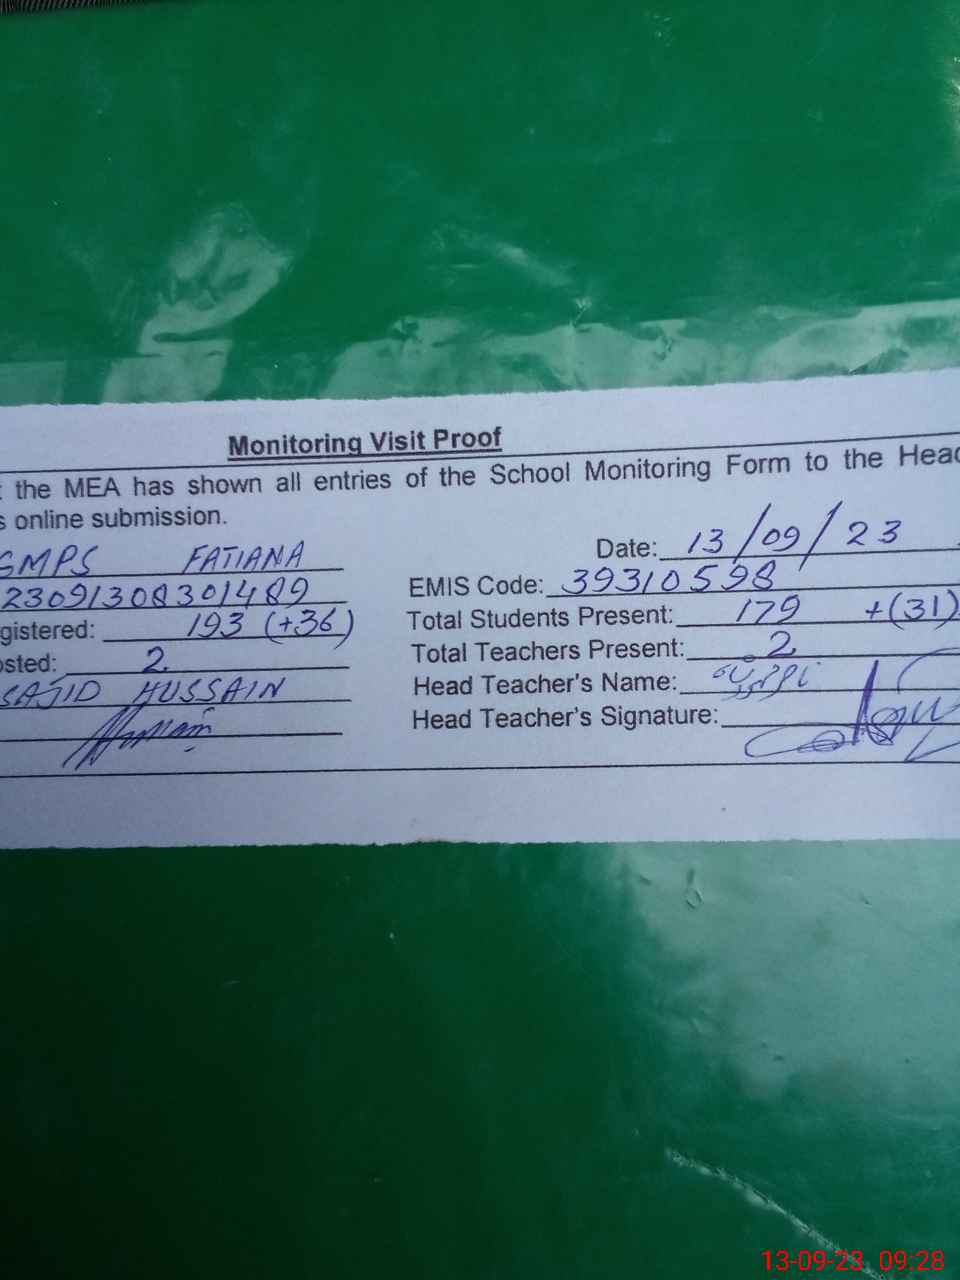 Monitoring Visit Proof
the MEA has shown all entries of the School Monitoring Form to the Head
s online submission.
GMPS FATIANA Date: 13/09/23
23091308301489 EMIS Code: 39310598
gistered: 193 (+36) Total Students Present: 179 +(31)
osted: 2 Total Teachers Present: 2
SAJID HUSSAIN Head Teacher's Name:
Head Teacher's Signature:
13-09-23 09:28